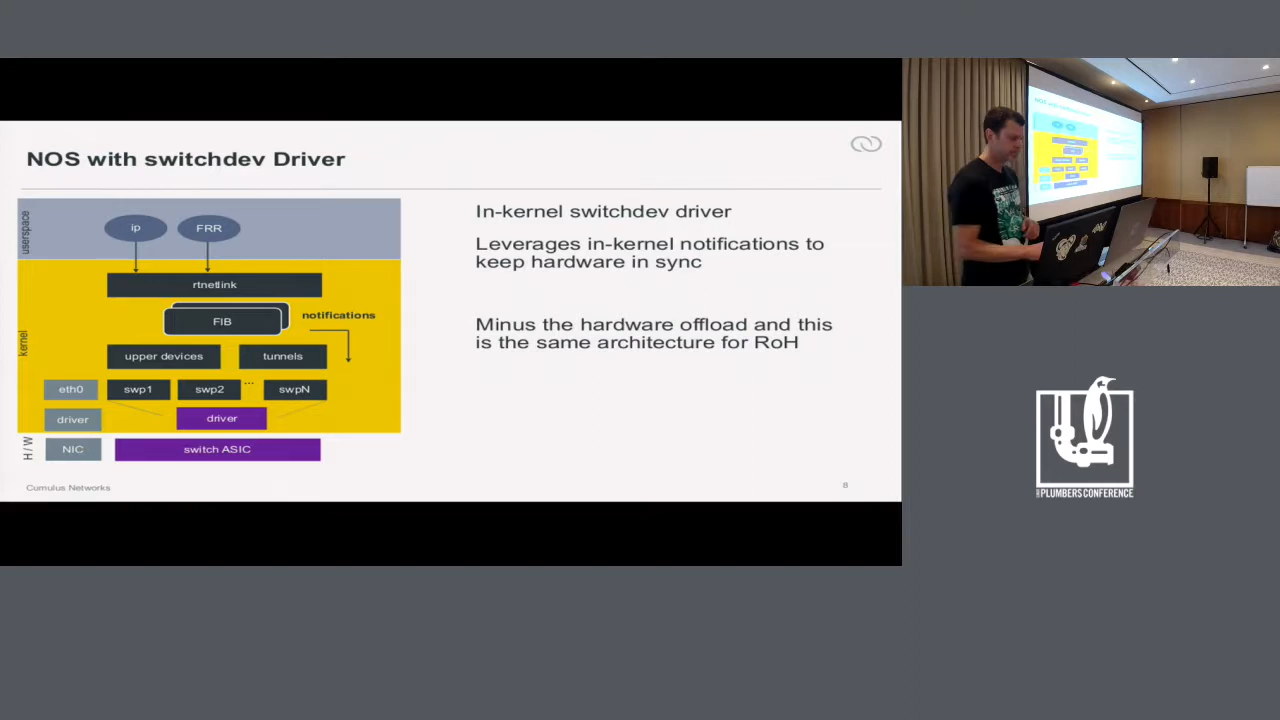 NOS with switchdev Driver
userspace
ip
FRR
kernel
rtnetlink
FIB
notifications
upper devices
tunnels
eth0
swp1
swp2
...
swpN
driver
driver
H / W
NIC
switch ASIC
In-kernel switchdev driver
Leverages in-kernel notifications to
keep hardware in sync
Minus the hardware offload and this
is the same architecture for RoH
Cumulus Networks
8
PLUMBERS CONFERENCE